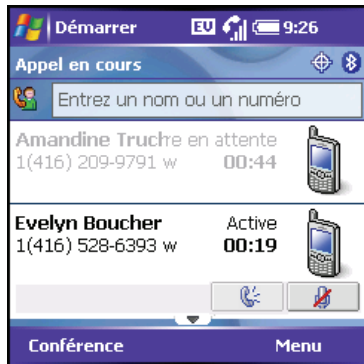 Démarrer EU 9:26
Appel en cours
Entrez un nom ou un numéro
Amandine Truchre en attente
1(416) 209-9791 w 00:44
Evelyn Boucher Active
1(416) 528-6393 w 00:19
Conférence Menu